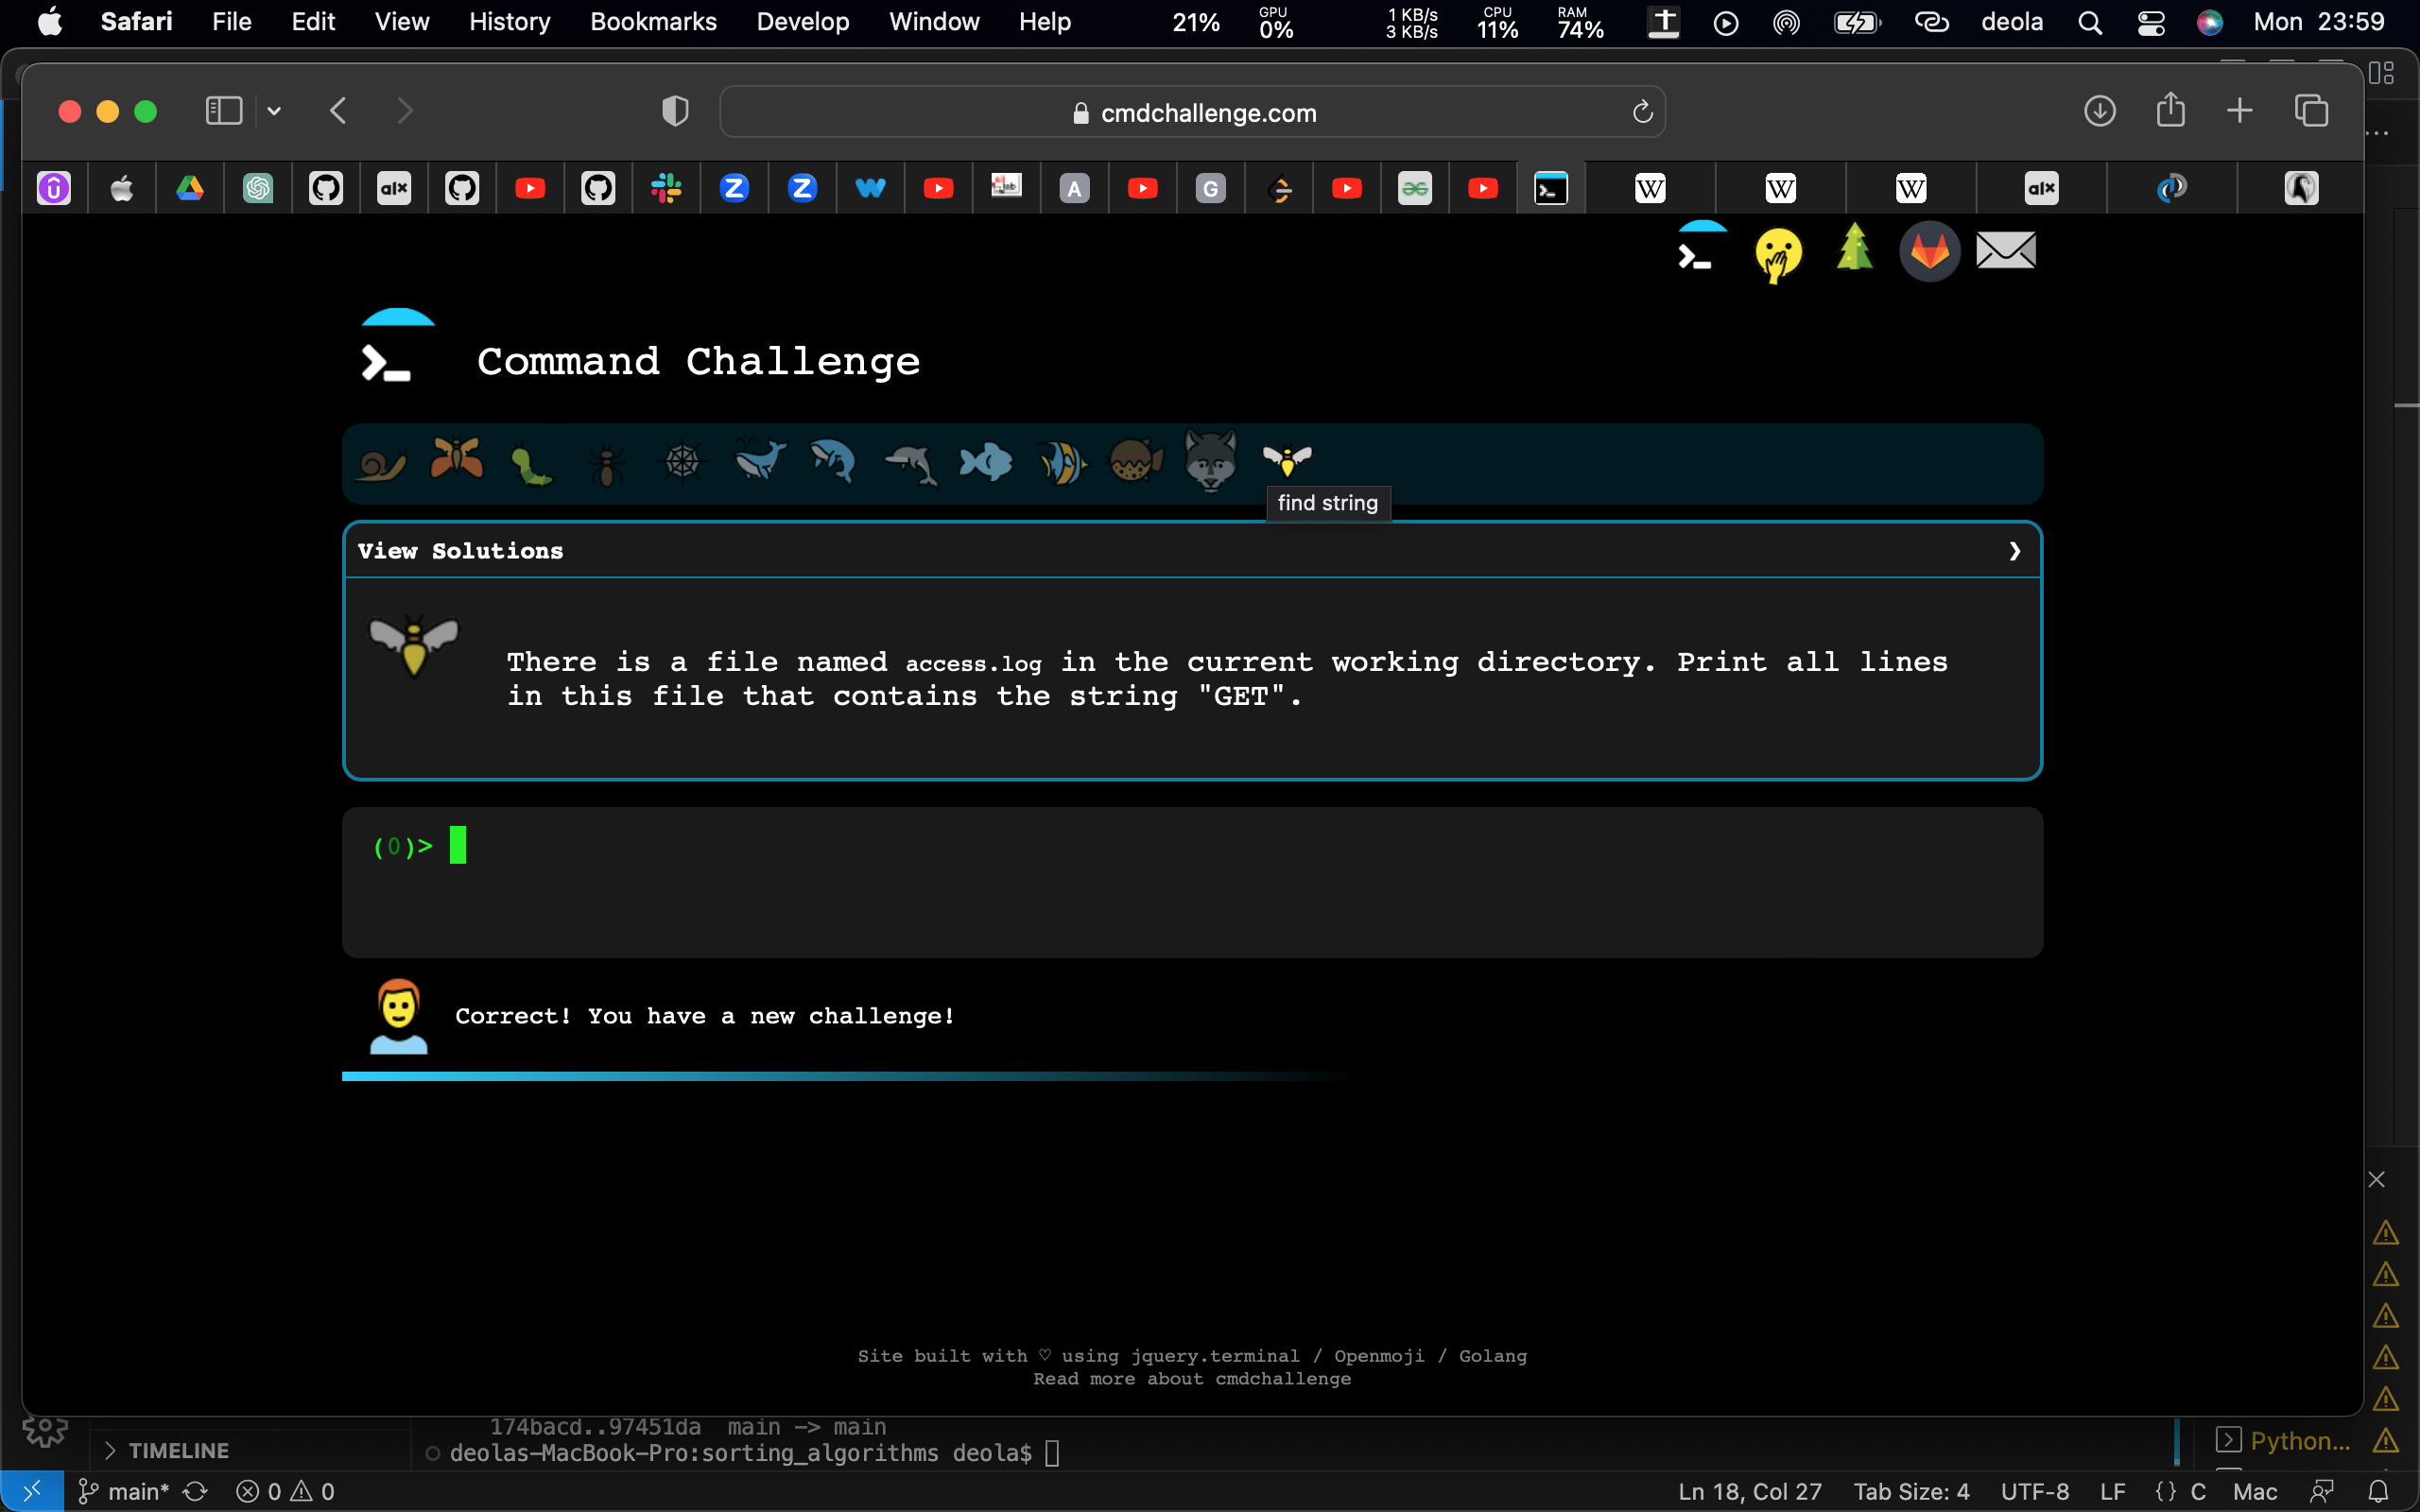 Safari File Edit View History Bookmarks Develop Window Help 21% GPU 0% 1 KB/s 3 KB/s CPU 11% RAM 74% deola Mon 23:59
cmdchallenge.com
Command Challenge
find string
View Solutions
There is a file named access.log in the current working directory. Print all lines
in this file that contains the string "GET".
(0)>
Correct! You have a new challenge!
Site built with ♡ using jquery.terminal / Openmoji / Golang
Read more about cmdchallenge
174bacd..97451da main -> main
TIMELINE
deolas-MacBook-Pro:sorting_algorithms deola$
Python...
main* 0 0 Ln 18, Col 27 Tab Size: 4 UTF-8 LF {} C Mac